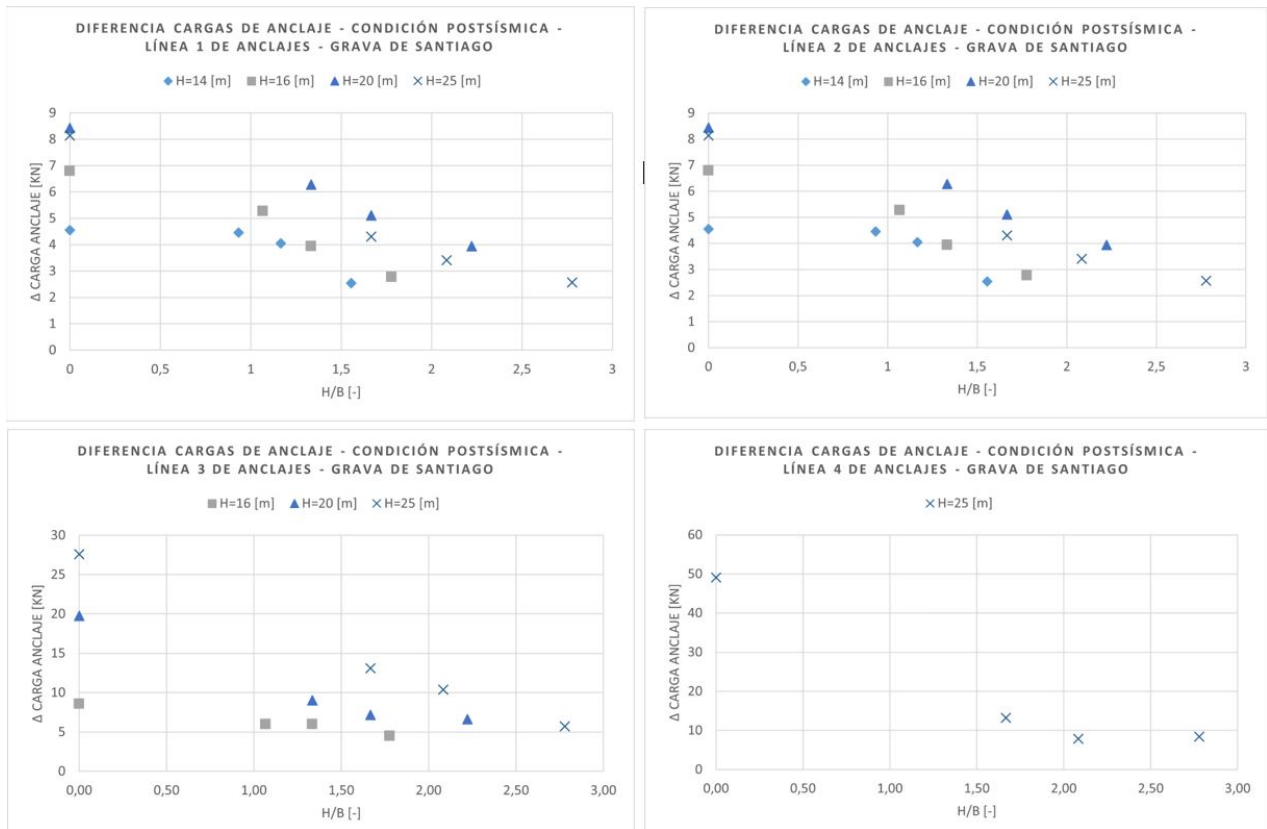 DIFERENCIA CARGAS DE ANCLAJE - CONDICIÓN POSTSÍSMICA -
LÍNEA 1 DE ANCLAJES - GRAVA DE SANTIAGO
H=14 [m] H=16 [m] H=20 [m] H=25 [m]
Δ CARGA ANCLAJE [KN]
9
8
7
6
5
4
3
2
1
0
0 0,5 1 1,5 2 2,5 3
H/B [-]
DIFERENCIA CARGAS DE ANCLAJE - CONDICIÓN POSTSÍSMICA -
LÍNEA 2 DE ANCLAJES - GRAVA DE SANTIAGO
H=14 [m] H=16 [m] H=20 [m] H=25 [m]
Δ CARGA ANCLAJE [KN]
9
8
7
6
5
4
3
2
1
0
0 0,5 1 1,5 2 2,5 3
H/B [-]
DIFERENCIA CARGAS DE ANCLAJE - CONDICIÓN POSTSÍSMICA -
LÍNEA 3 DE ANCLAJES - GRAVA DE SANTIAGO
H=16 [m] H=20 [m] H=25 [m]
Δ CARGA ANCLAJE [KN]
30
25
20
15
10
5
0
0,00 0,50 1,00 1,50 2,00 2,50 3,00
H/B [-]
DIFERENCIA CARGAS DE ANCLAJE - CONDICIÓN POSTSÍSMICA -
LÍNEA 4 DE ANCLAJES - GRAVA DE SANTIAGO
H=25 [m]
Δ CARGA ANCLAJE [KN]
60
50
40
30
20
10
0
0,00 0,50 1,00 1,50 2,00 2,50 3,00
H/B [-]